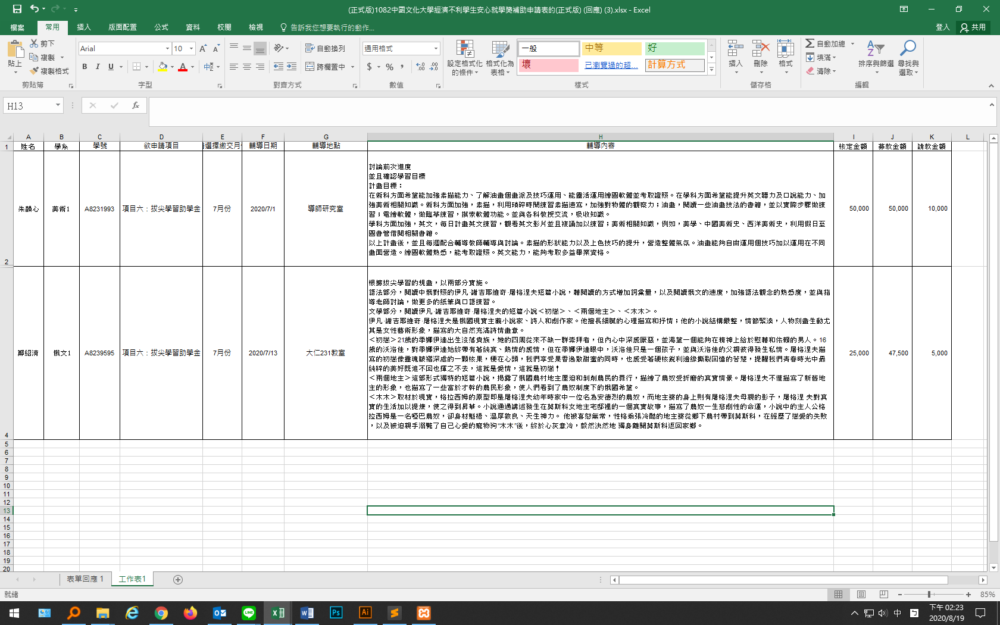 (正式版)1082中國文化大學經濟不利學生安心就學獎補助申請表的(正式版) (回應) (3).xlsx - Excel
檔案 常用 插入 版面配置 公式 資料 校閱 檢視 告訴我您想要執行的動作... 登入 共用
貼上 剪下 複製 複製格式 剪貼簿
Arial 10 B I U 字型
自動換列 跨欄置中 對齊方式
通用格式 $ % 數值
設定格式化的條件 格式化為表格 一般 中等 好 壞 已瀏覽過的超... 計算方式 樣式
插入 刪除 格式 儲存格
自動加總 填滿 清除 排序與篩選 尋找與選取 編輯
H13 fx
A B C D E F G H I J K L
1 姓名 學系 學號 欲申請項目 選擇繳交月 輔導日期 輔導地點 輔導內容 核定金額 募款金額 請款金額
2 朱韻心 美術1 A8231993 項目六：拔尖學習助學金 7月份 2020/7/1 導師研究室
討論前次進度
並且確認學習目標
計畫目標：
在術科方面希望能加強素描能力、了解油畫個畫派及技巧運用、能靈活運用繪圖軟體並考取證照。在學科方面希望能提升英文聽力及口說能力、加
強美術相關知識。術科方面加強，素描，利用瑣碎時間練習素描速寫，加強對物體的觀察力；油畫，閱讀一些油畫技法的書籍，並以實際步驟做練
習；電繪軟體，做臨摹練習，摸索軟體功能。並與各科教授交流，吸收知識。
學科方面加強，英文，每日計畫英文練習，觀看英文影片並且複誦加以練習；美術相關知識，例如，美學、中國美術史、西洋美術史，利用假日至
圖書管借閱相關書籍。
以上計畫後，並且每週配合輔導教師輔導與討論。素描的形狀能力以及上色技巧的提升，營造整體氣氛。油畫能夠自由運用個技巧加以運用在不同
畫面營造。繪圖軟體熟悉，能考取證照。英文能力，能夠考取多益畢業資格。
50,000 50,000 10,000
4 鄭紹清 俄文1 A8239595 項目六：拔尖學習助學金 7月份 2020/7/13 大仁231教室
根據拔尖學習的規畫，以兩部分實施。
語法部分，閱讀中俄對照的伊凡·謝吉耶維奇·屠格涅夫短篇小說，藉閱讀的方式增加詞彙量，以及閱讀俄文的速度，加強語法觀念的熟悉度，並與指
導老師討論，做更多的紙筆與口語練習。
文學部分，閱讀伊凡·謝吉耶維奇·屠格涅夫的短篇小說＜初戀＞、＜兩個地主＞、＜木木＞。
伊凡·謝吉耶維奇·屠格涅夫是俄國現實主義小說家、詩人和劇作家。他擅長細膩的心理描寫和抒情；他的小說結構嚴整，情節緊湊，人物刻畫生動尤
其是女性藝術形象，描寫的大自然充滿詩情畫意。
＜初戀＞21歲的季娜伊達出生沒落貴族，她的四周從來不缺一群崇拜者，但內心中深感厭惡，並渴望一個能夠在精神上給於慰藉和依賴的男人。16
歲的沃洛佳，對季娜伊達始終帶有著純真、熱情的感情，但在季娜伊達眼中，沃洛佳只是一個孩子，並與沃洛佳的父親彼得發生私情。屠格涅夫描
寫的初戀像靈魂皺褶深處的一顆核果，梗在心頭，我們享受果香逸散甜蜜的同時，也感受著硬核銳利邊緣撕裂回憶的苦楚，提醒我們青春時光中最
純粹的美好既追不回也揮之不去，這就是愛情，這就是初戀！
＜兩個地主＞這部形式獨特的短篇小說，揭露了俄國農村地主壓迫和剝削農民的罪行，描繪了農奴受折磨的真實情景。屠格涅夫不僅描寫了新舊地
主的形象，也描寫了一些富於才幹的農民形象，使人們看到了農奴制度下的俄國希望。
＜木木＞取材於現實，格拉西姆的原型即是屠格涅夫幼年時家中一位名為安德烈的農奴，而地主婆的身上則有屠格涅夫母親的影子，屠格涅 夫對真
實的生活加以提煉，使之得到昇華。小說通過講述發生在莫斯科女地主宅邸裡的一個真實故事，描寫了農奴一生悲劇性的命運，小說中的主人公格
拉西姆是一名啞巴農奴，卻身材魁梧、溫厚敦良、天生神力。 他被喜怒無常，性格乖張冷酷的地主婆從鄉下農村帶到莫斯科，在經歷了戀愛的失敗
，以及被迫親手溺斃了自己心愛的寵物狗“木木”後，終於心灰意冷，毅然決然地 獨身離開莫斯科返回家鄉。
25,000 47,500 5,000
5
6
7
8
9
10
11
12
13
14
15
16
17
18
19
20
表單回應 1 工作表1
就緒 85%
中 下午 02:23
2020/8/19